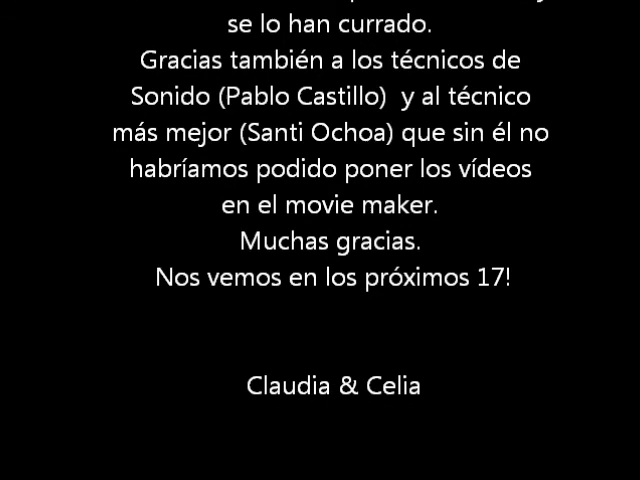 se lo han currado.
Gracias también a los técnicos de
Sonido (Pablo Castillo)  y al técnico
más mejor (Santi Ochoa) que sin él no
habríamos podido poner los vídeos
en el movie maker.
Muchas gracias.
Nos vemos en los próximos 17!
Claudia & Celia